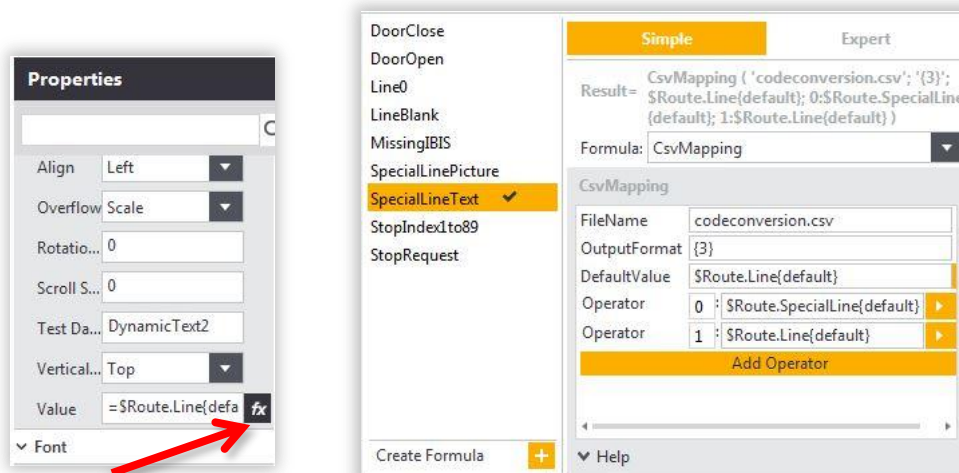 Properties
Align Left
Overflow Scale
Rotatio... 0
Scroll S... 0
Test Da... DynamicText2
Vertical... Top
Value =$Route.Line{defa fx
Font
DoorClose
DoorOpen
Line0
LineBlank
MissingIBIS
SpecialLinePicture
SpecialLineText
StopIndex1to89
StopRequest
Create Formula +
Simple Expert
Result= CsvMapping ( 'codeconversion.csv'; '{3}';
$Route.Line{default}; 0:$Route.SpecialLine
{default}; 1:$Route.Line{default} )
Formula: CsvMapping
CsvMapping
FileName codeconversion.csv
OutputFormat {3}
DefaultValue $Route.Line{default}
Operator 0 : $Route.SpecialLine{default}
Operator 1 : $Route.Line{default}
Add Operator
Help